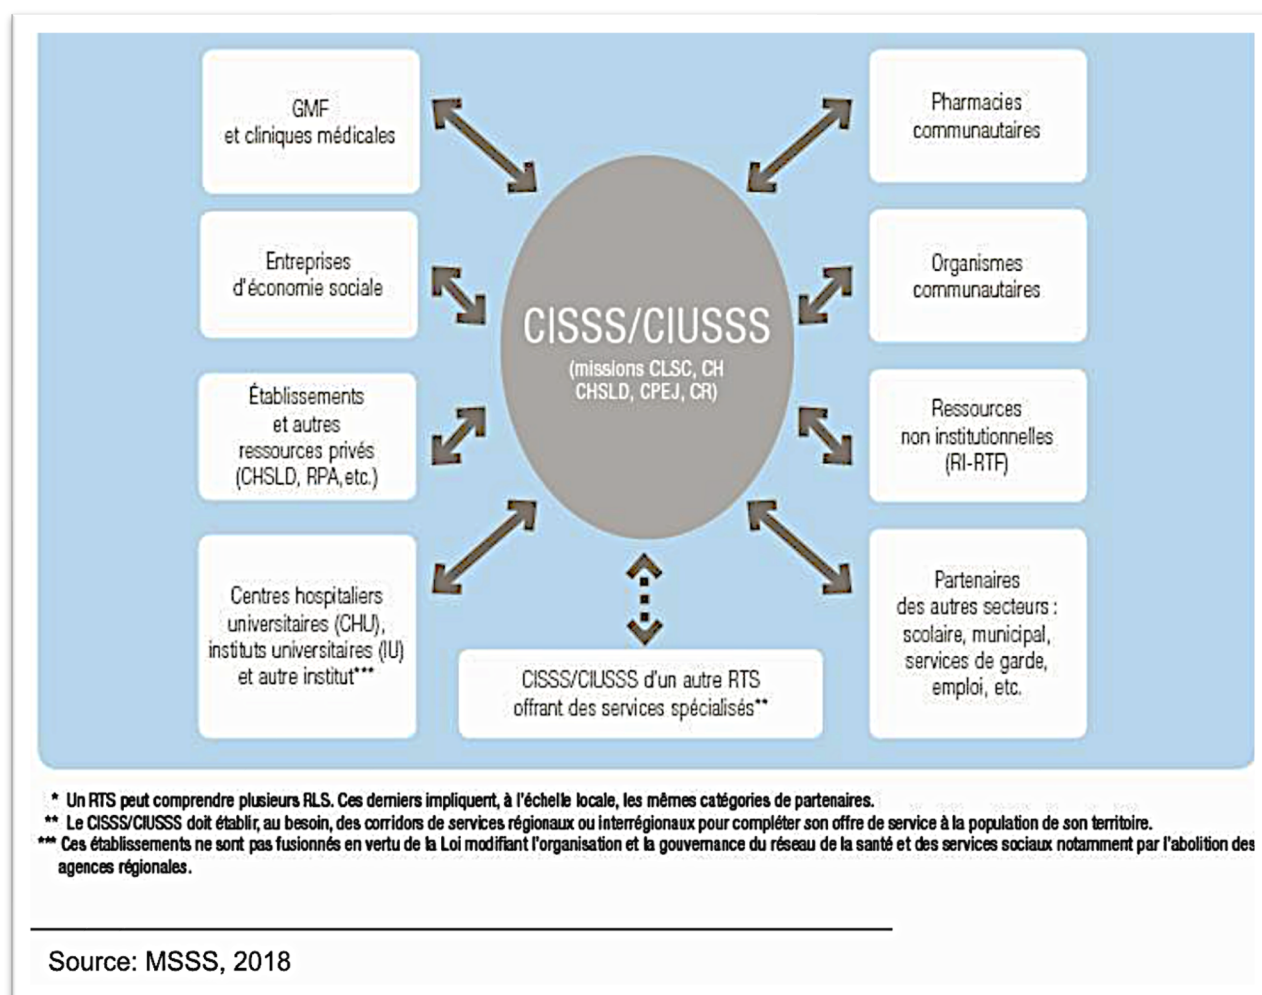 GMF
et cliniques médicales
Entreprises
d'économie sociale
Établissements
et autres
ressources privés
(CHSLD, RPA, etc.)
Centres hospitaliers
universitaires (CHU),
instituts universitaires (IU)
et autre institut***
CISSS/CIUSSS
(missions CLSC, CH
CHSLD, CPEJ, CR)
CISSS/CIUSSS d'un autre RTS
offrant des services spécialisés**
Pharmacies
communautaires
Organismes
communautaires
Ressources
non institutionnelles
(RI-RTF)
Partenaires
des autres secteurs :
scolaire, municipal,
services de garde,
emploi, etc.
* Un RTS peut comprendre plusieurs RLS. Ces derniers impliquent, à l'échelle locale, les mêmes catégories de partenaires.
** Le CISSS/CIUSSS doit établir, au besoin, des corridors de services régionaux ou interrégionaux pour compléter son offre de service à la population de son territoire.
*** Ces établissements ne sont pas fusionnés en vertu de la Loi modifiant l'organisation et la gouvernance du réseau de la santé et des services sociaux notamment par l'abolition des
agences régionales.
Source: MSSS, 2018